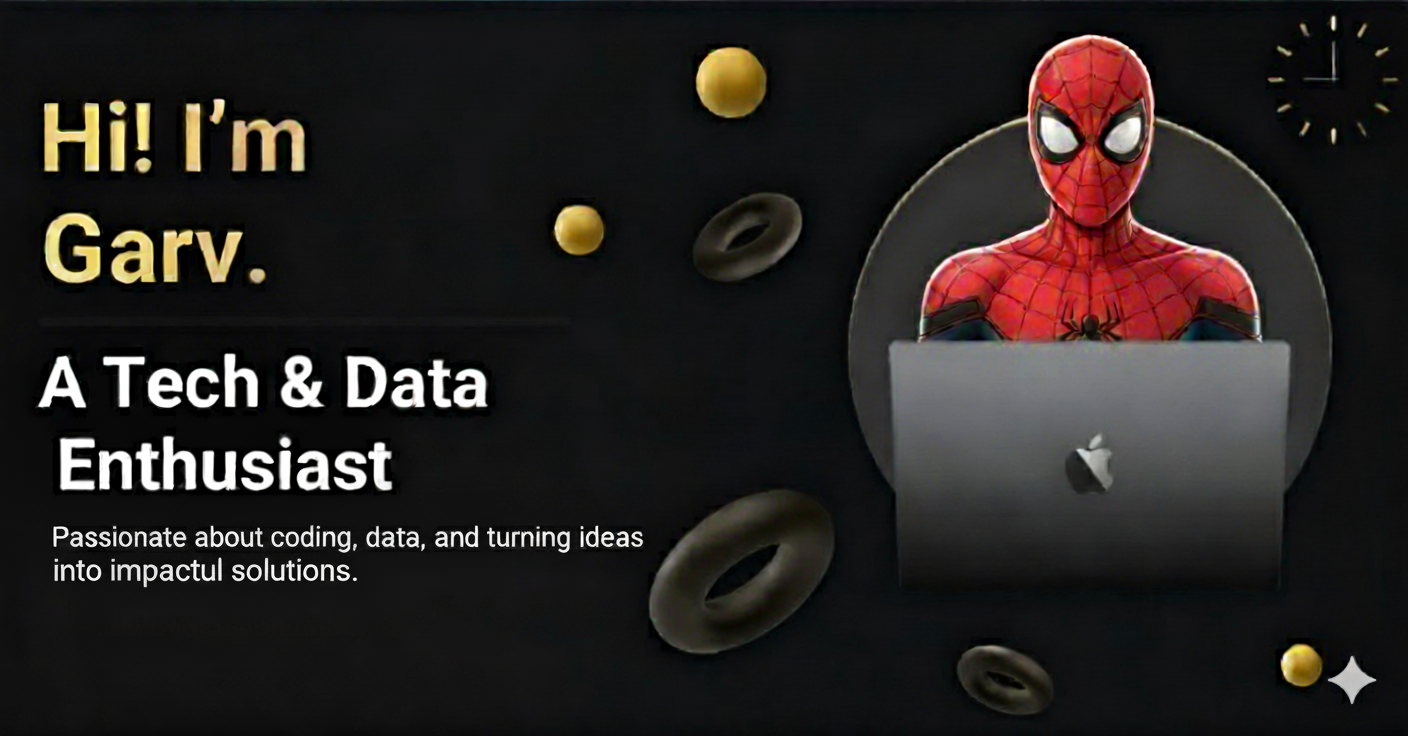 Hi! I’m
Garv.
A Tech & Data
Enthusiast
Passionate about coding, data, and turning ideas
into impactul solutions.